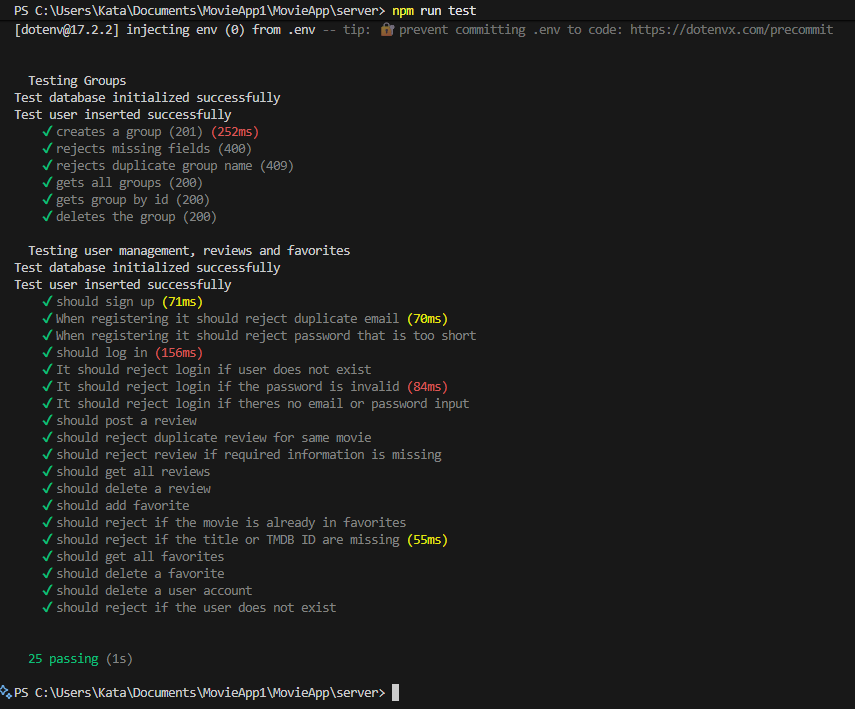 PS C:\Users\Kata\Documents\MovieApp1\MovieApp\server> npm run test
[dotenv@17.2.2] injecting env (0) from .env -- tip: 🔐 prevent committing .env to code: https://dotenvx.com/precommit
Testing Groups
Test database initialized successfully
Test user inserted successfully
✓ creates a group (201) (252ms)
✓ rejects missing fields (400)
✓ rejects duplicate group name (409)
✓ gets all groups (200)
✓ gets group by id (200)
✓ deletes the group (200)
Testing user management, reviews and favorites
Test database initialized successfully
Test user inserted successfully
✓ should sign up (71ms)
✓ When registering it should reject duplicate email (70ms)
✓ When registering it should reject password that is too short
✓ should log in (156ms)
✓ It should reject login if user does not exist
✓ It should reject login if the password is invalid (84ms)
✓ It should reject login if theres no email or password input
✓ should post a review
✓ should reject duplicate review for same movie
✓ should reject review if required information is missing
✓ should get all reviews
✓ should delete a review
✓ should add favorite
✓ should reject if the movie is already in favorites
✓ should reject if the title or TMDB ID are missing (55ms)
✓ should get all favorites
✓ should delete a favorite
✓ should delete a user account
✓ should reject if the user does not exist
25 passing (1s)
PS C:\Users\Kata\Documents\MovieApp1\MovieApp\server>